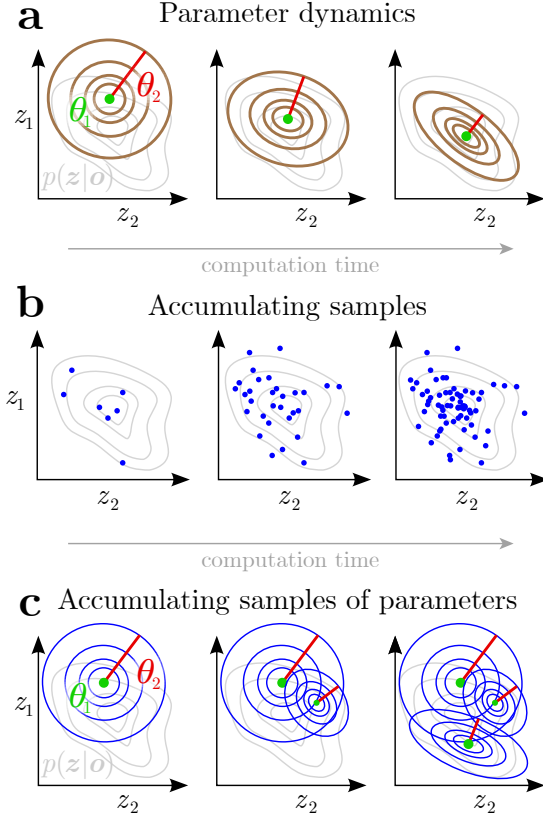 a Parameter dynamics
z₁
θ₁ θ₂
p(z|o)
z₂ z₂ z₂
computation time
b Accumulating samples
z₁
z₂ z₂ z₂
computation time
c Accumulating samples of parameters
z₁
θ₁ θ₂
p(z|o)
z₂ z₂ z₂